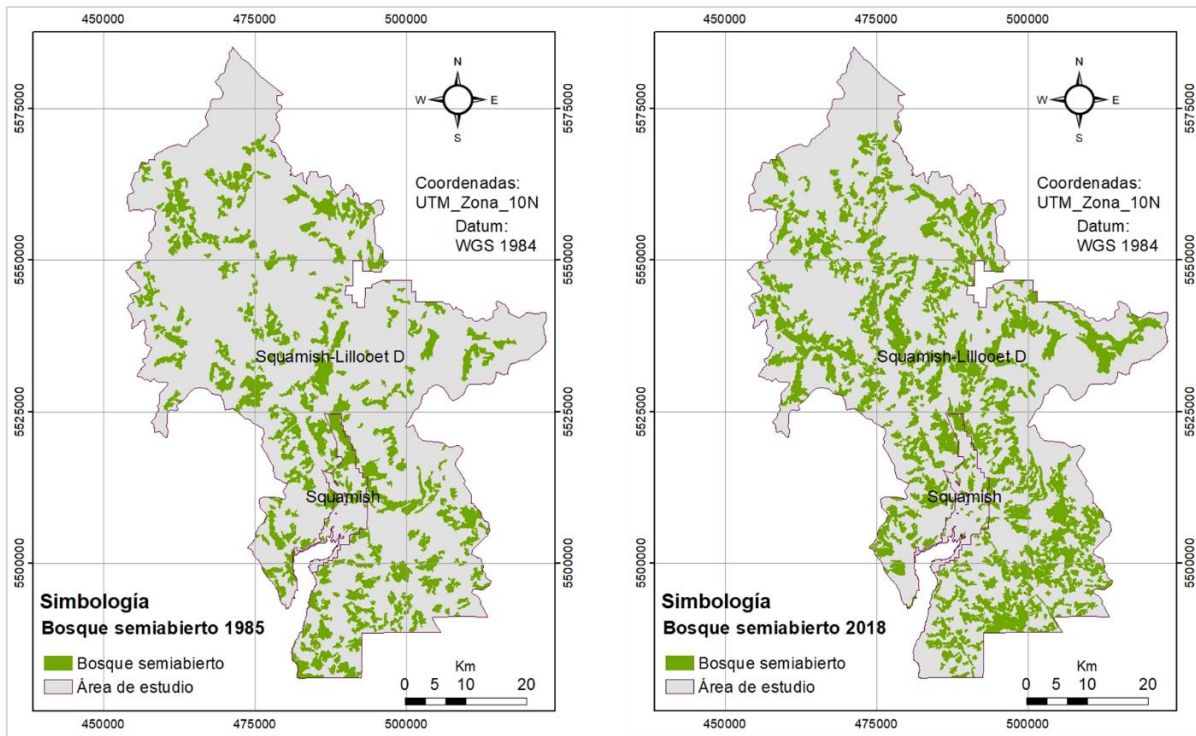 450000 475000 500000
5575000
5550000
5525000
5500000
N
W E
S
Coordenadas:
UTM_Zona_10N
Datum:
WGS 1984
Squamish-Lillooet D
Squamish
Simbología
Bosque semiabierto 1985
Bosque semiabierto
Área de estudio
Km
0 10 20
5575000
5550000
5525000
5500000
450000 475000 500000
450000 475000 500000
5575000
5550000
5525000
5500000
N
W E
S
Coordenadas:
UTM_Zona_10N
Datum:
WGS 1984
Squamish-Lillooet D
Squamish
Simbología
Bosque semiabierto 2018
Bosque semiabierto
Área de estudio
Km
0 10 20
5575000
5550000
5525000
5500000
450000 475000 500000